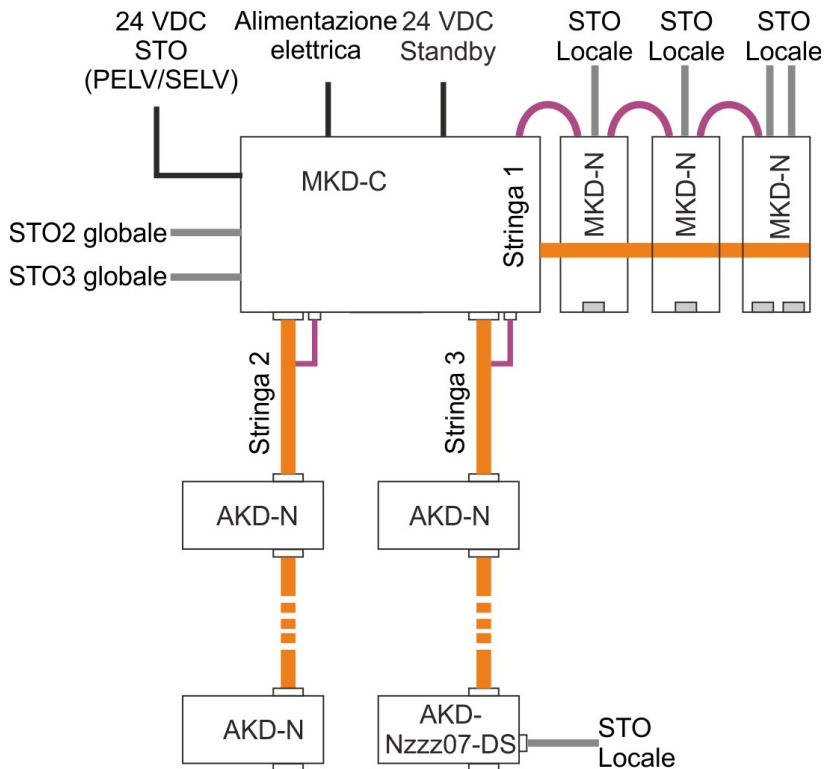 24 VDC
STO
(PELV/SELV)
Alimentazione
elettrica
24 VDC
Standby
STO
Locale
STO
Locale
STO
Locale
MKD-C
Stringa 1
MKD-N
MKD-N
MKD-N
STO2 globale
STO3 globale
Stringa 2
Stringa 3
AKD-N
AKD-N
AKD-N
AKD-
Nzzz07-DS
STO
Locale